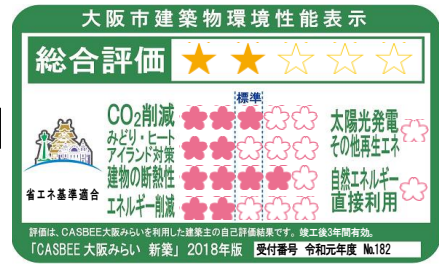 大阪市建築物環境性能表示
総合評価
標準
CO₂削減
みどり・ヒート
アイランド対策
建物の断熱性
エネルギー削減
太陽光発電
その他再生エネ
自然エネルギー
直接利用
省エネ基準適合
評価は、CASBEE大阪みらいを利用した建築主の自己評価結果です。竣工後3年間有効。
「CASBEE大阪みらい 新築」2018年版 受付番号 令和元年度 №182